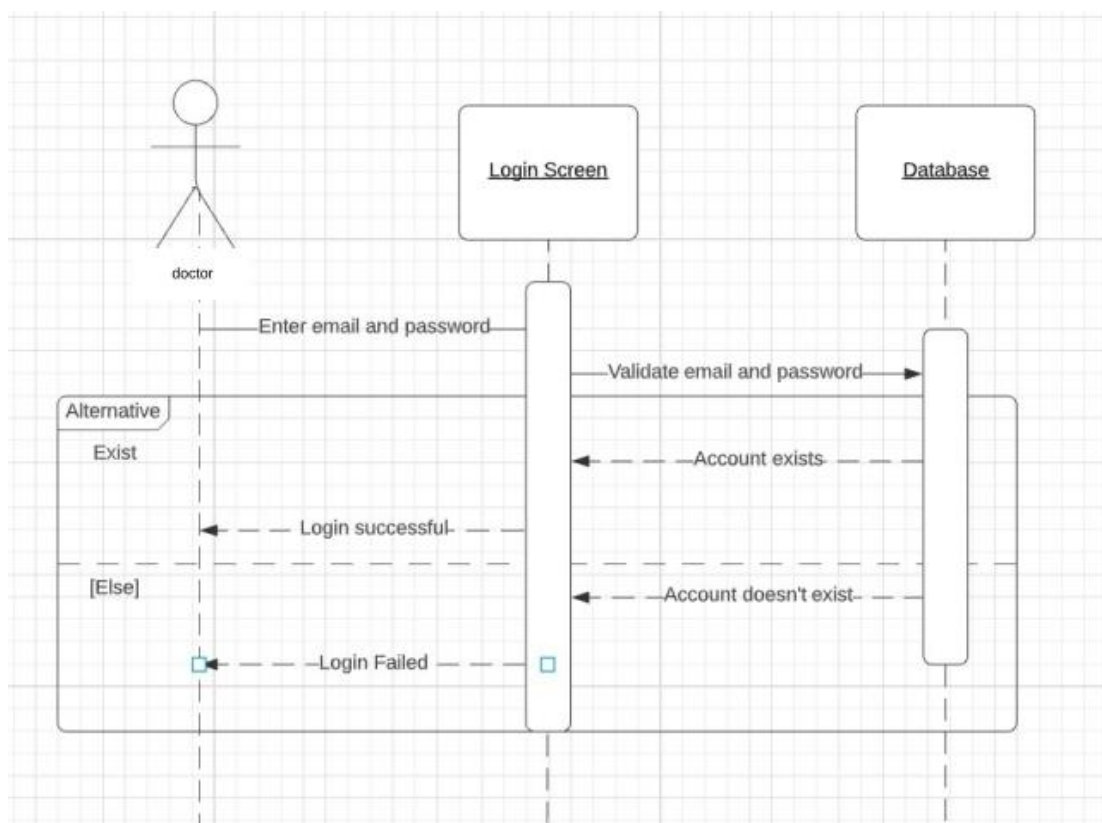 Login Screen
Database
doctor
Enter email and password
Validate email and password
Alternative
Exist
Account exists
Login successful
[Else]
Account doesn't exist
Login Failed